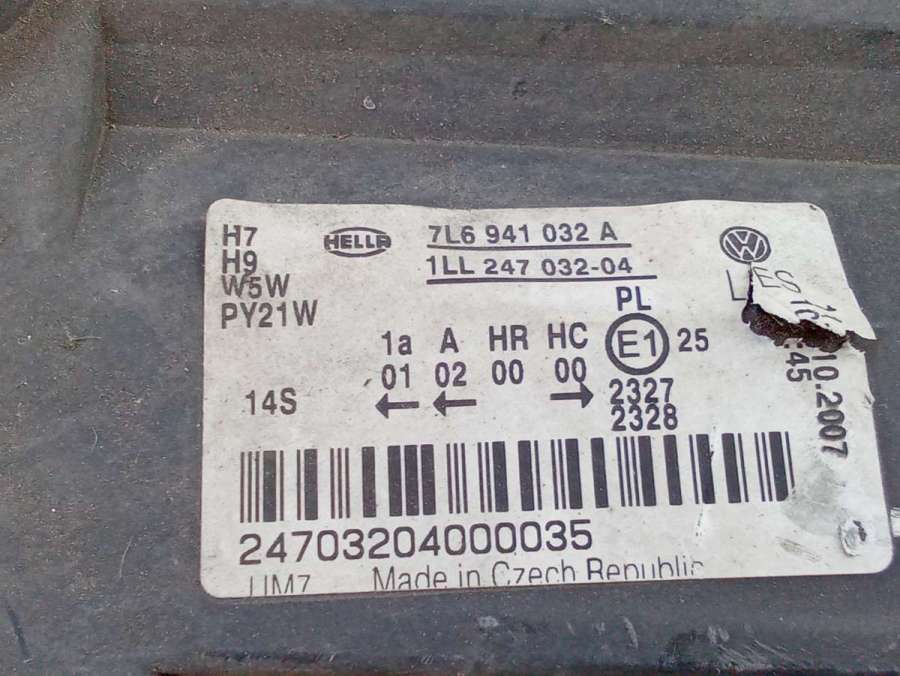 H7
H9
W5W
PY21W
HELLA
7L6 941 032 A
1LL 247 032-04
PL
1a A HR HC E1 25
01 02 00 00
14S
2327
2328
10.2007
:45
24703204000035
Made in Czech Republic